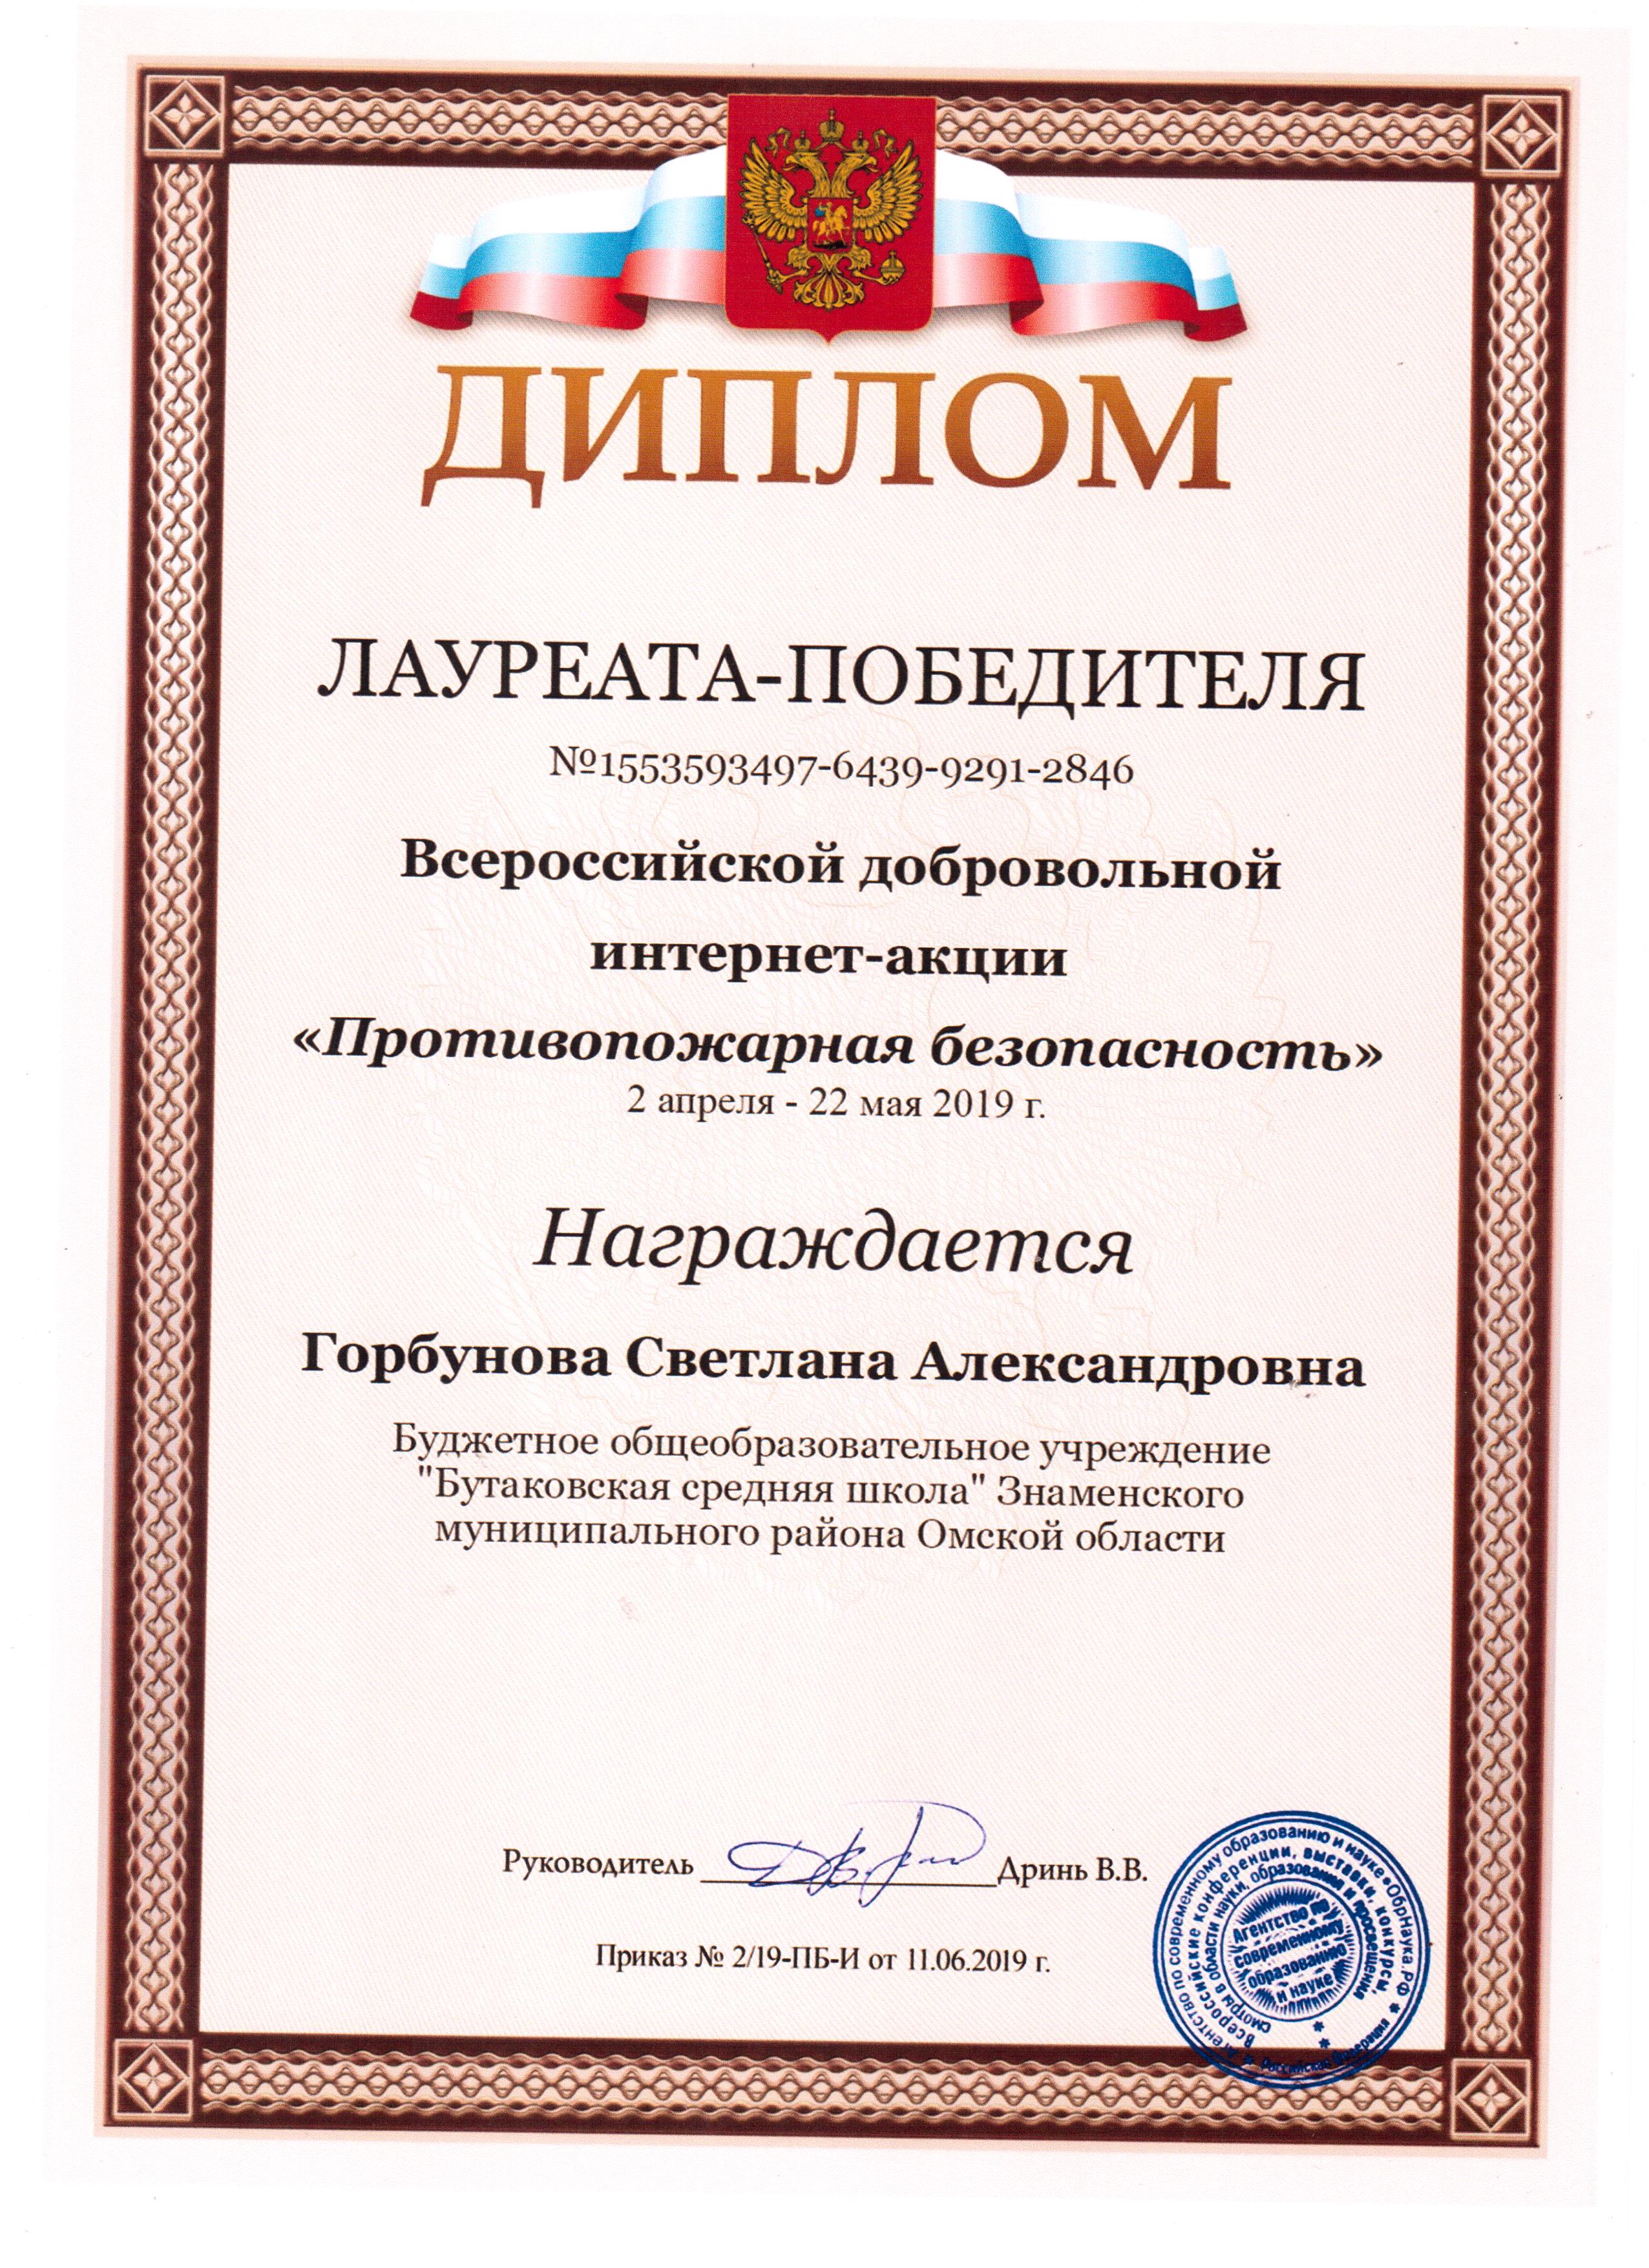 ДИПЛОМ
ЛАУРЕАТА-ПОБЕДИТЕЛЯ
№1553593497-6439-9291-2846
Всероссийской добровольной
интернет-акции
«Противопожарная безопасность»
2 апреля - 22 мая 2019 г.
Награждается
Горбунова Светлана Александровна
Буджетное общеобразовательное учреждение
"Бутаковская средняя школа" Знаменского
муниципального района Омской области
Руководитель Дринь В.В.
Приказ № 2/19-ПБ-И от 11.06.2019 г.
Агентство по современному образованию и науке «ОбрНаука.РФ
Российская Федерация
Всероссийские конференции, выставки, конкурсы,
смотры в области науки, образования и просвещения
Агентство по
современному
образованию
и науке